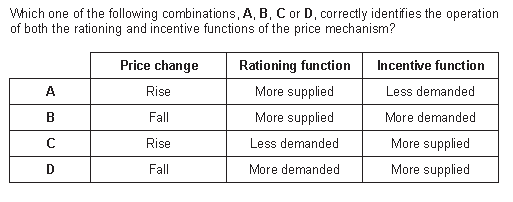 Which one of the following combinations, A, B, C or D, correctly identifies the operation
of both the rationing and incentive functions of the price mechanism?
Price change Rationing function Incentive function
A Rise More supplied Less demanded
B Fall More supplied More demanded
C Rise Less demanded More supplied
D Fall More demanded More supplied